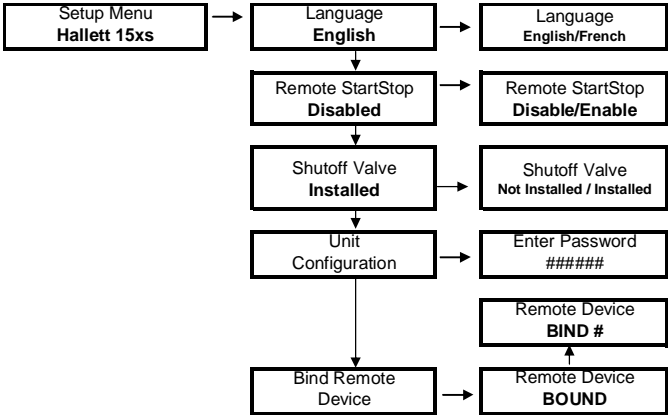 Setup Menu
Hallett 15xs
Language
English
Language
English/French
Remote StartStop
Disabled
Remote StartStop
Disable/Enable
Shutoff Valve
Installed
Shutoff Valve
Not Installed / Installed
Unit
Configuration
Enter Password
######
Remote Device
BIND #
Bind Remote
Device
Remote Device
BOUND